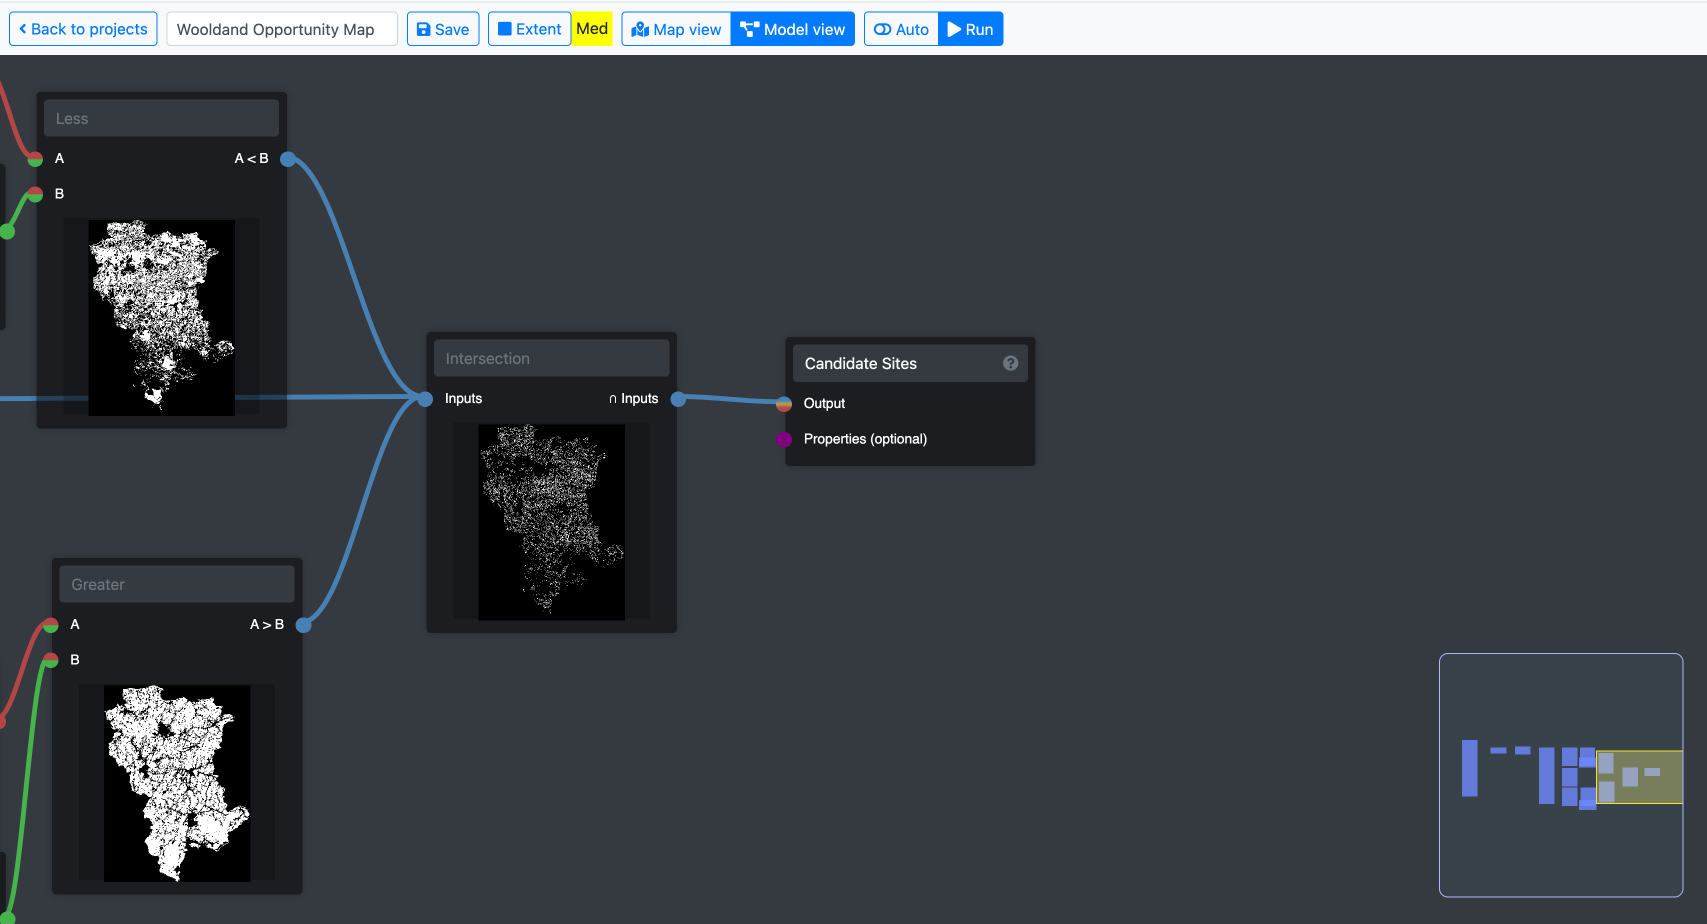 Back to projects
Wooldand Opportunity Map
Save
Extent
Med
Map view
Model view
Auto
Run
Less
A
A < B
B
Intersection
Inputs
∩ Inputs
Candidate Sites
?
Output
Properties (optional)
Greater
A
A > B
B